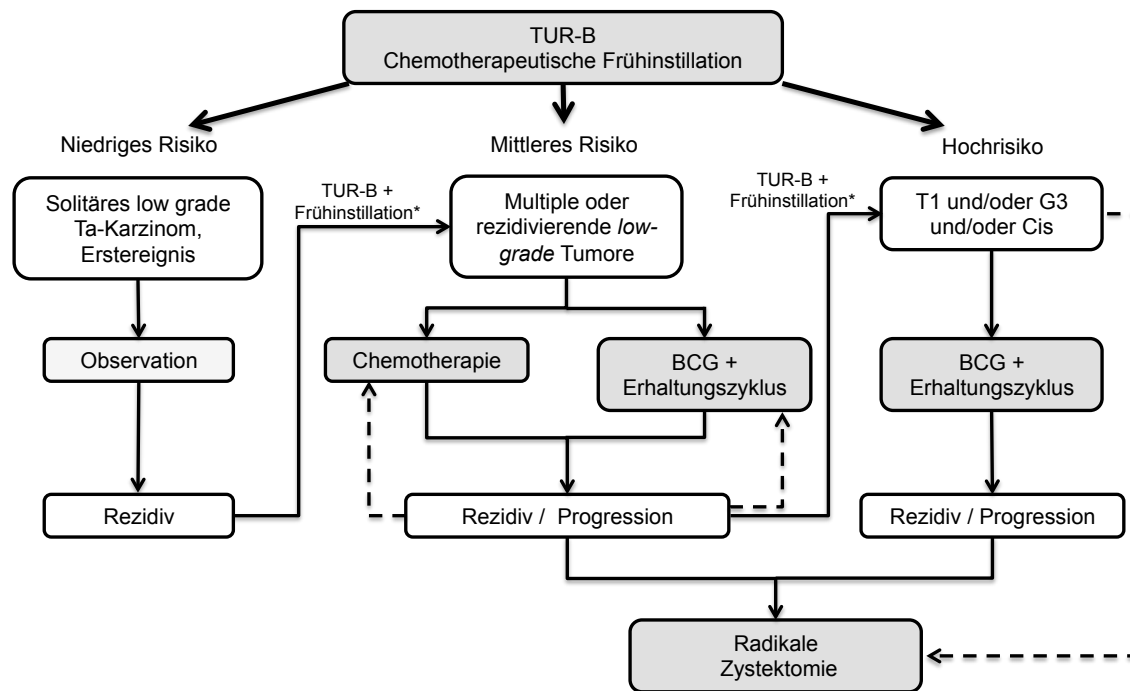 TUR-B
Chemotherapeutische Frühinstillation
Niedriges Risiko
Mittleres Risiko
Hochrisiko
Solitäres low grade
Ta-Karzinom,
Erstereignis
TUR-B +
Frühinstillation*
Multiple oder
rezidivierende low-
grade Tumore
TUR-B +
Frühinstillation*
T1 und/oder G3
und/oder Cis
Observation
Chemotherapie
BCG +
Erhaltungszyklus
BCG +
Erhaltungszyklus
Rezidiv
Rezidiv / Progression
Rezidiv / Progression
Radikale
Zystektomie